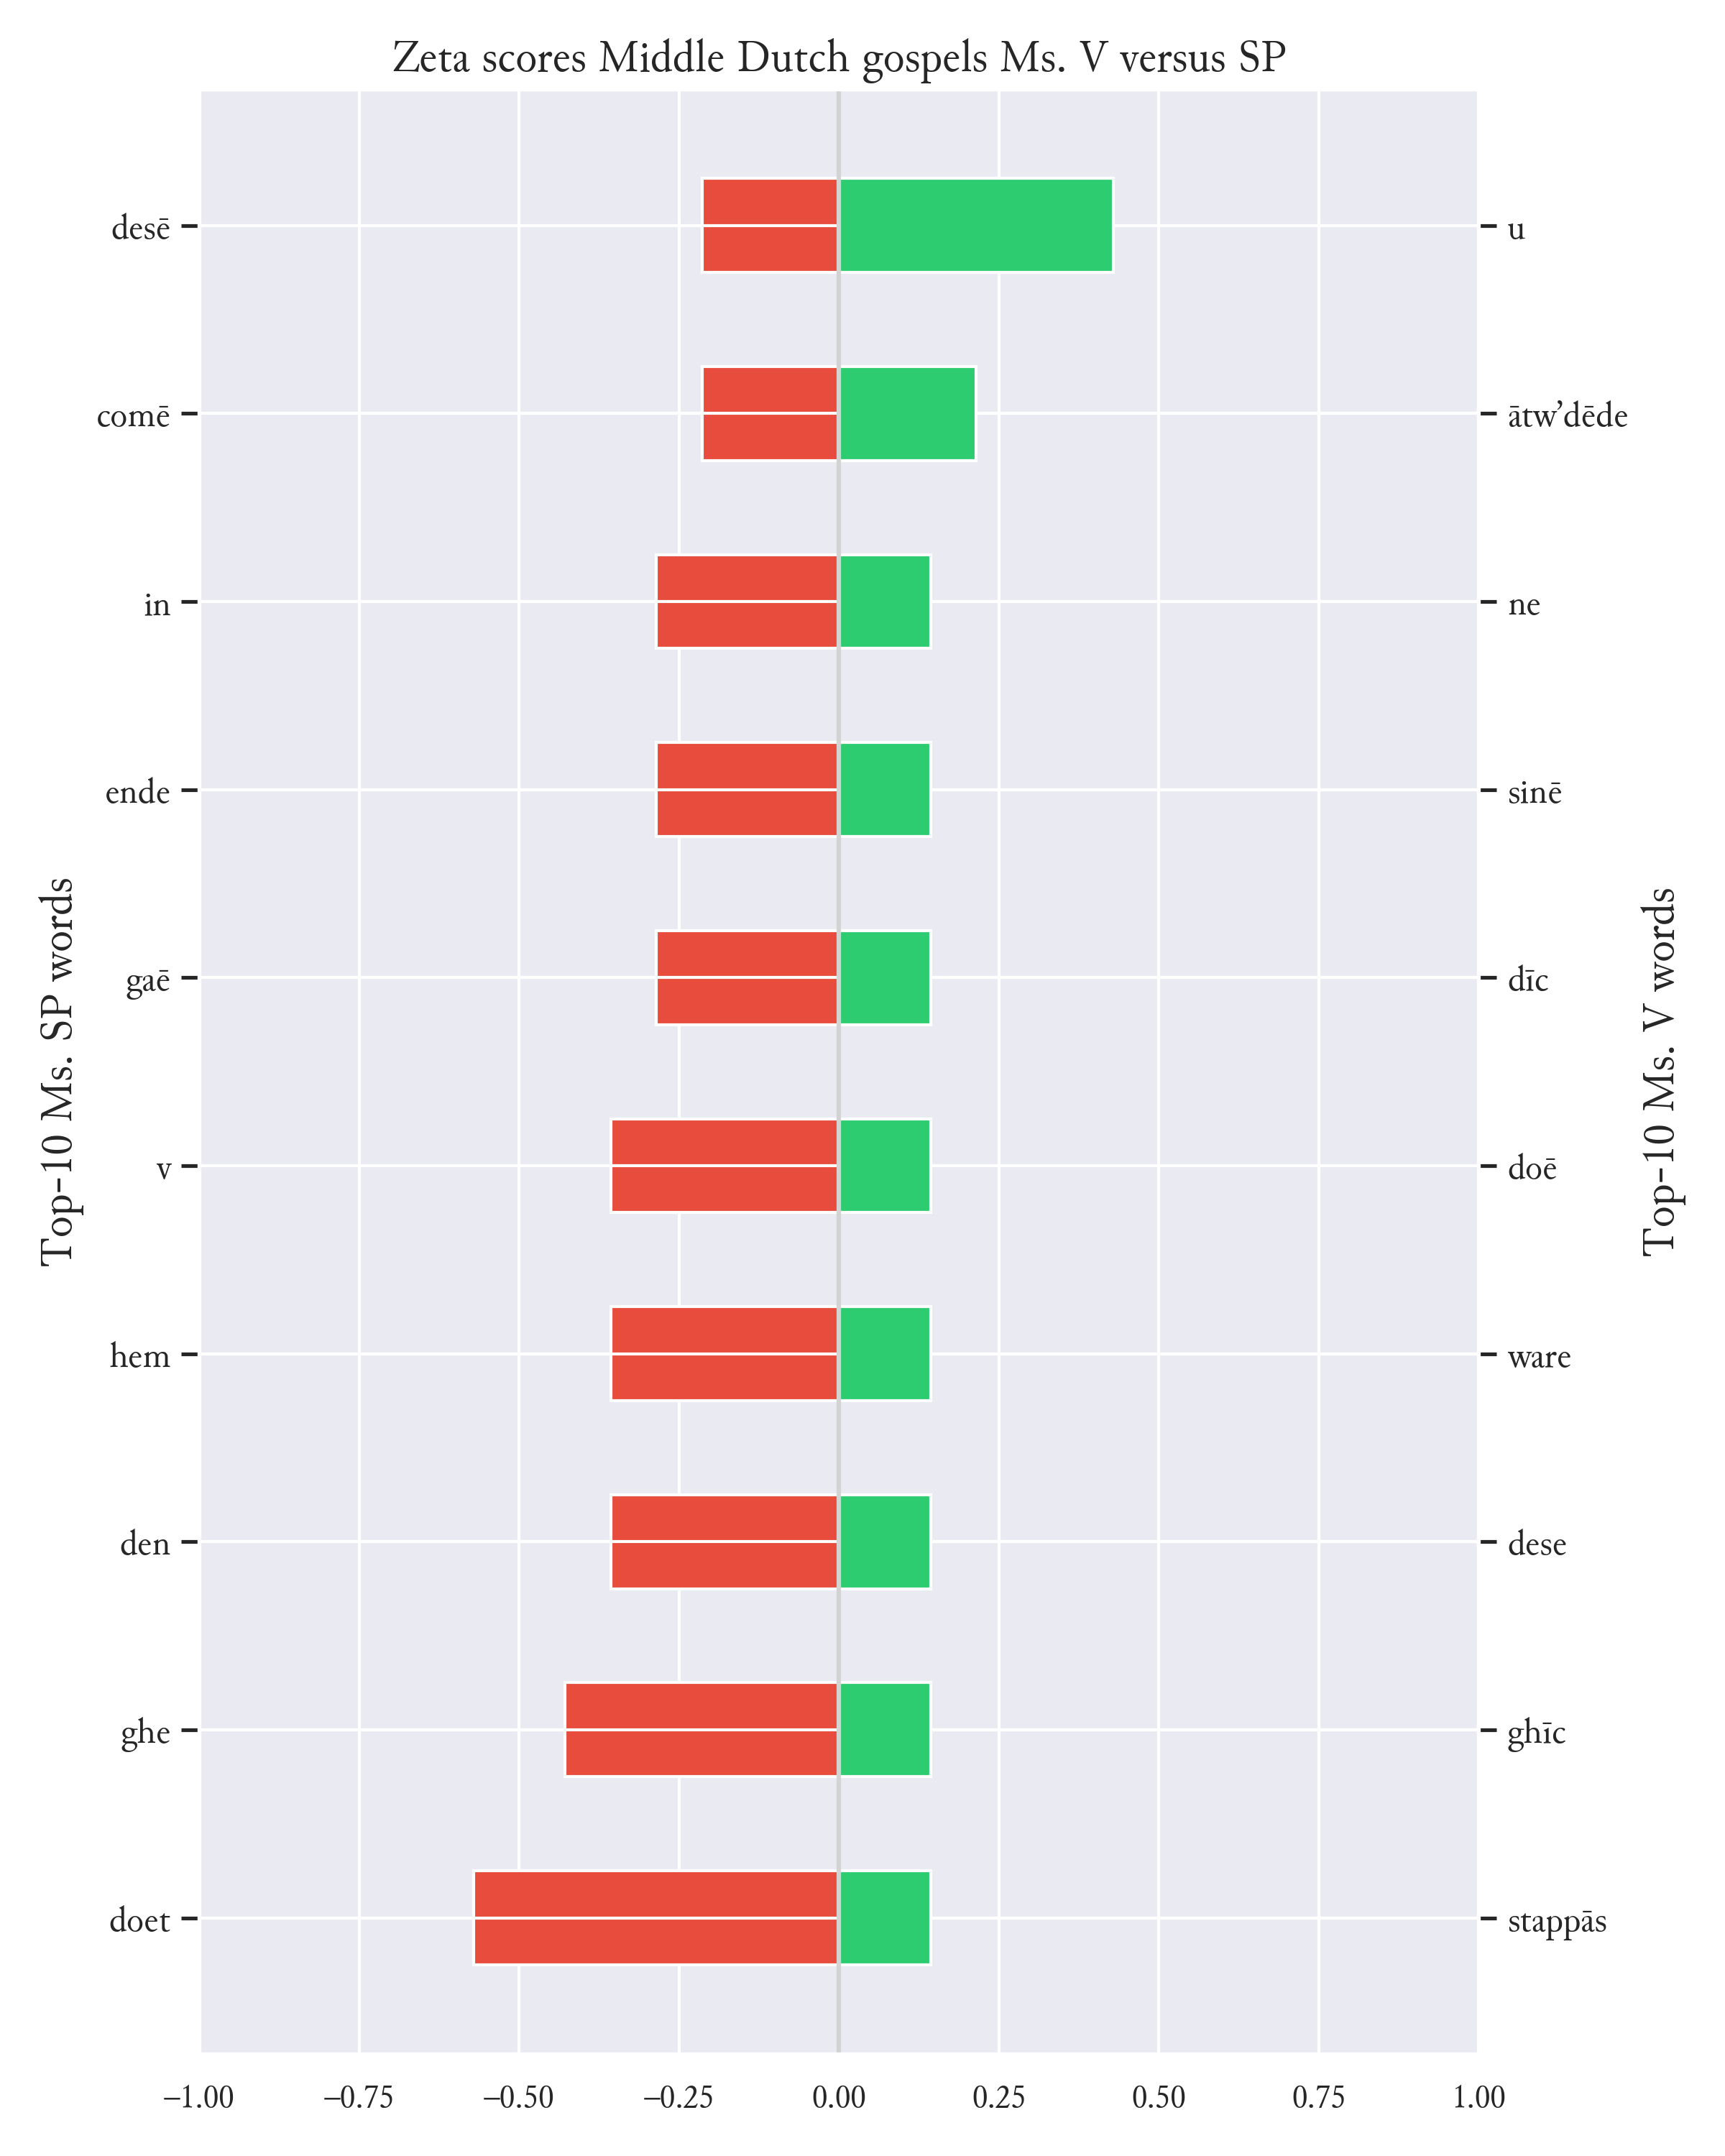 Zeta scores Middle Dutch gospels Ms. V versus SP
Top-10 Ms. SP words
desē
comē
in
ende
gaē
v
hem
den
ghe
doet
u
ātw’dēde
ne
sinē
dīc
doē
ware
dese
ghīc
stappās
Top-10 Ms. V words
−1.00 −0.75 −0.50 −0.25 0.00 0.25 0.50 0.75 1.00